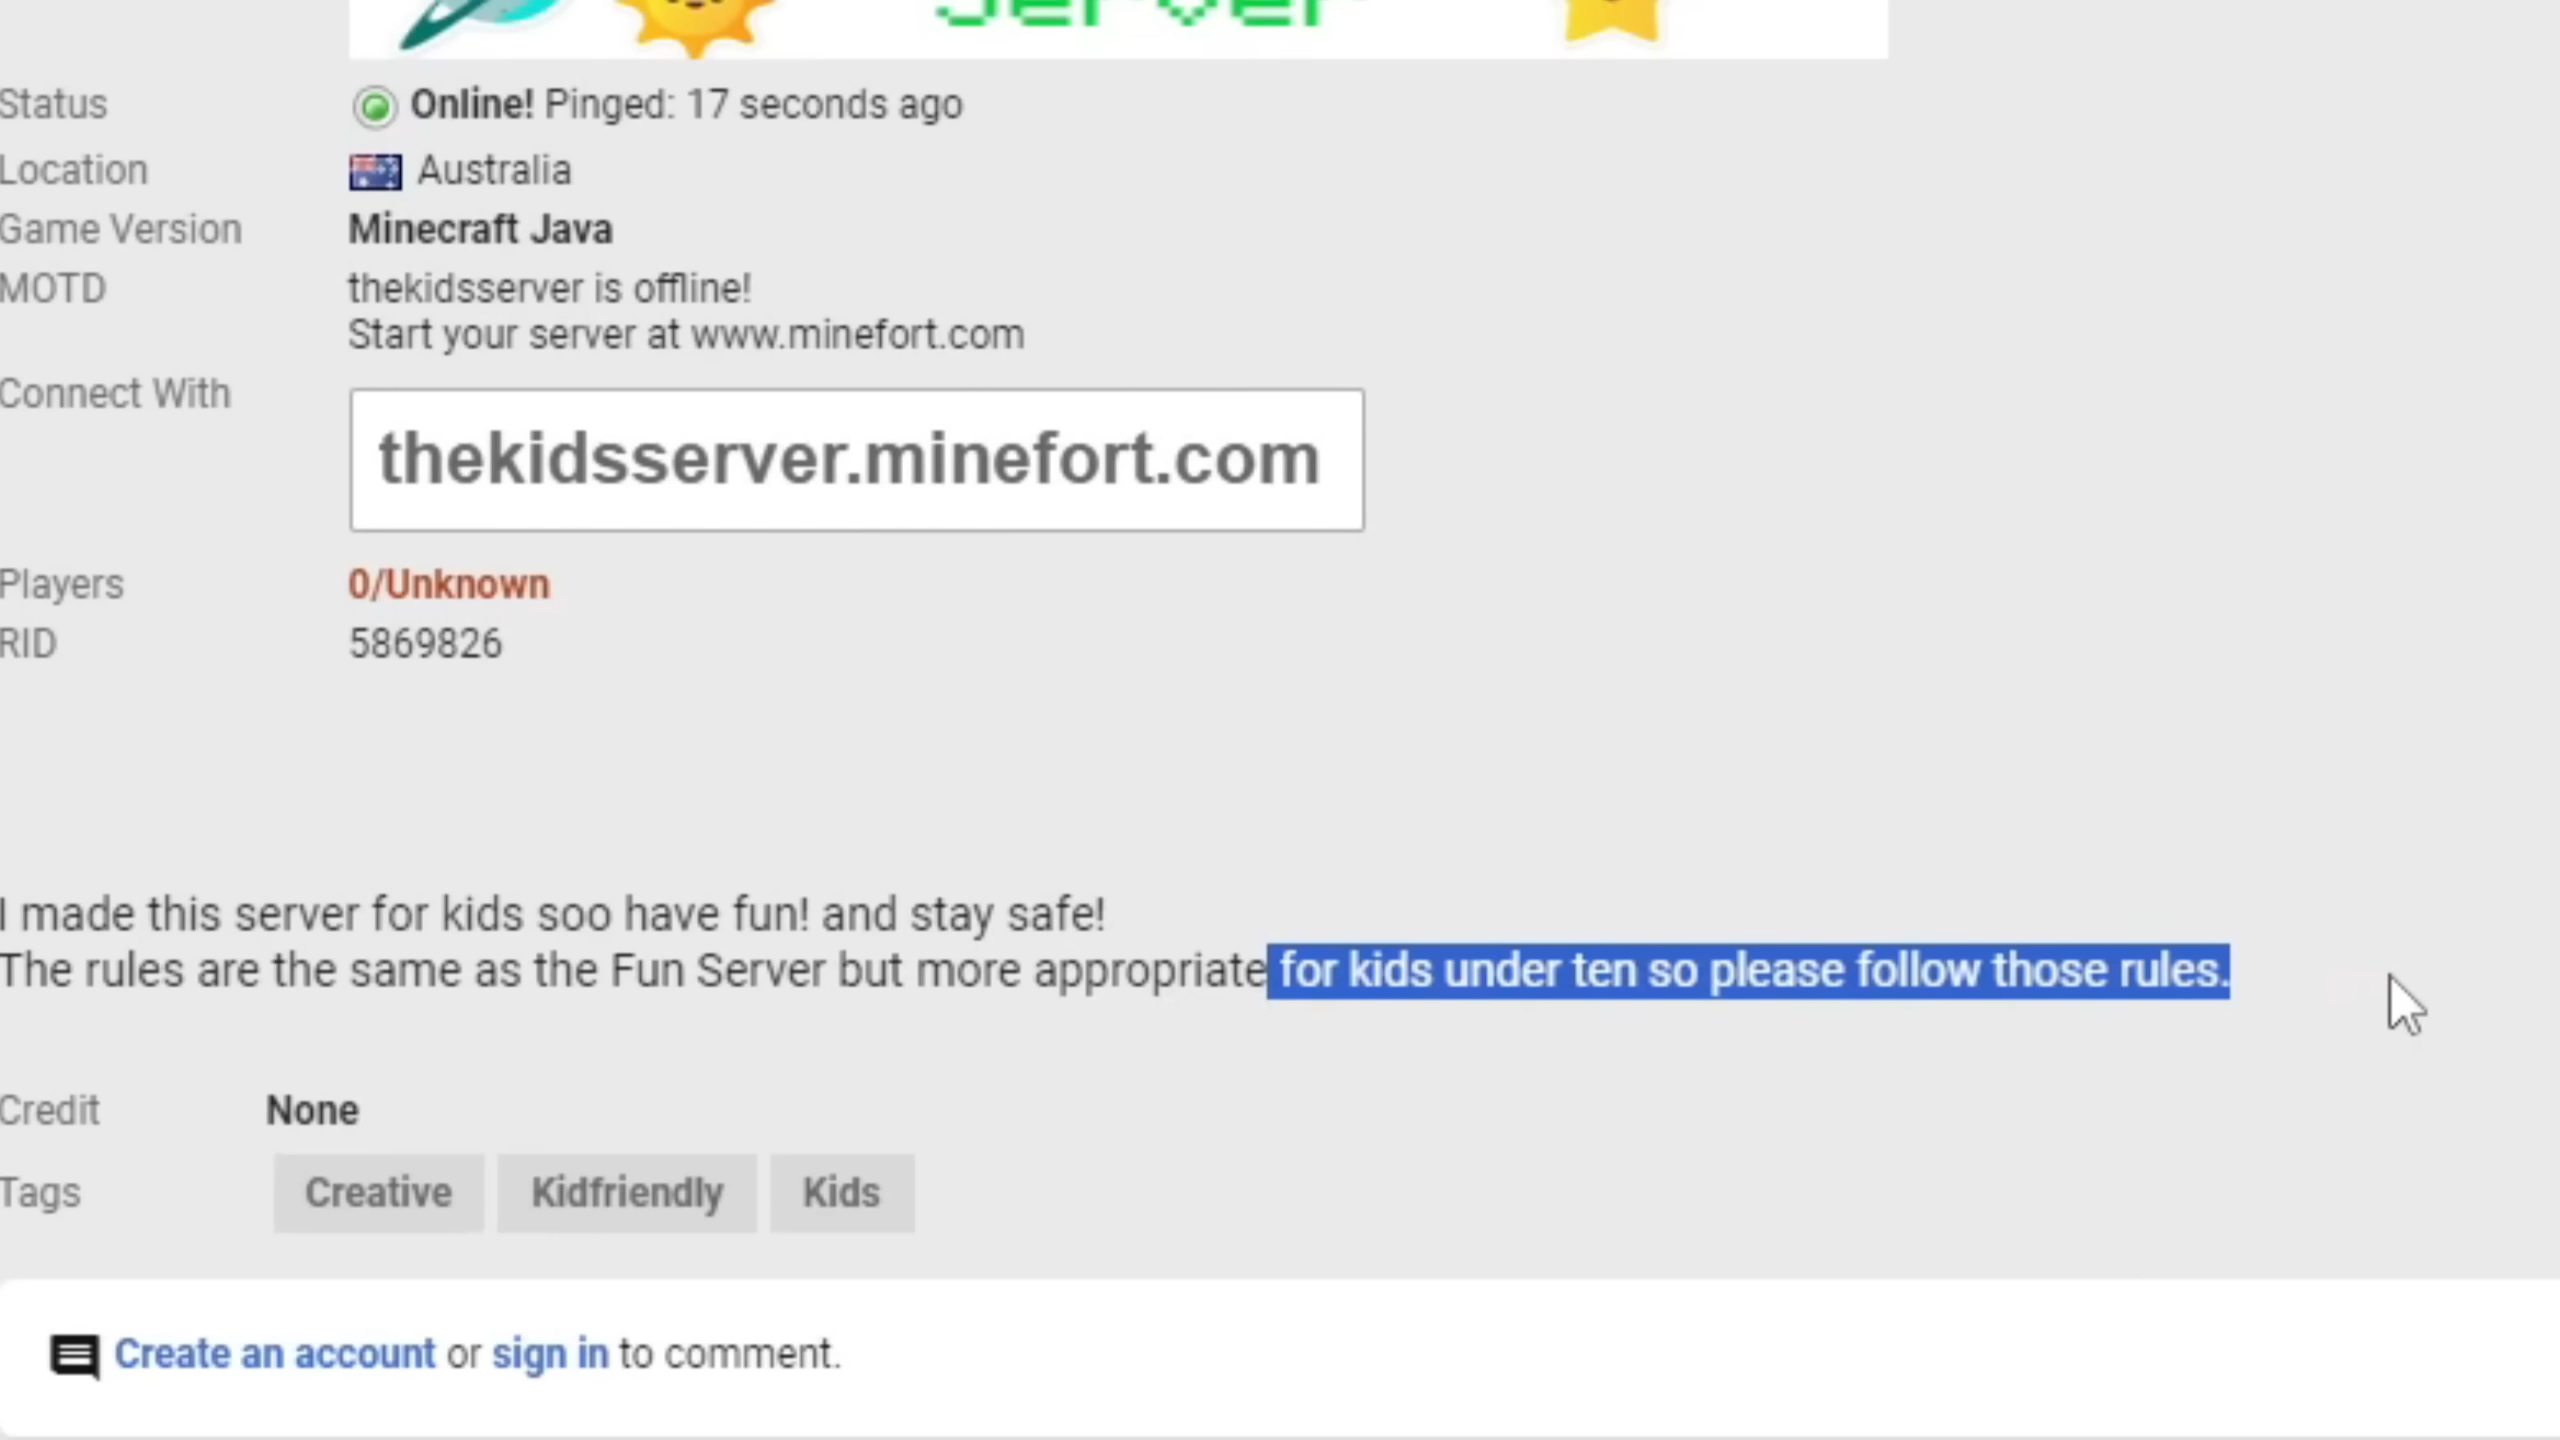 Server
Status Online! Pinged: 17 seconds ago
Location Australia
Game Version Minecraft Java
MOTD thekidsserver is offline!
Start your server at www.minefort.com
Connect With thekidsserver.minefort.com
Players 0/Unknown
RID 5869826
I made this server for kids soo have fun! and stay safe!
The rules are the same as the Fun Server but more appropriate for kids under ten so please follow those rules.
Credit None
Tags Creative Kidfriendly Kids
Create an account or sign in to comment.